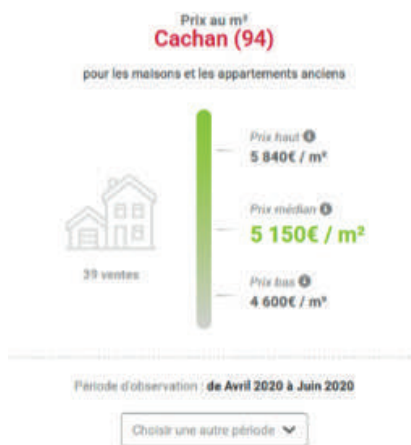 Prix au m²
Cachan (94)
pour les maisons et les appartements anciens
Prix haut
5 840€ / m²
Prix médian
5 150€ / m²
39 ventes
Prix bas
4 600€ / m²
Période d'observation : de Avril 2020 à Juin 2020
Choisir une autre période